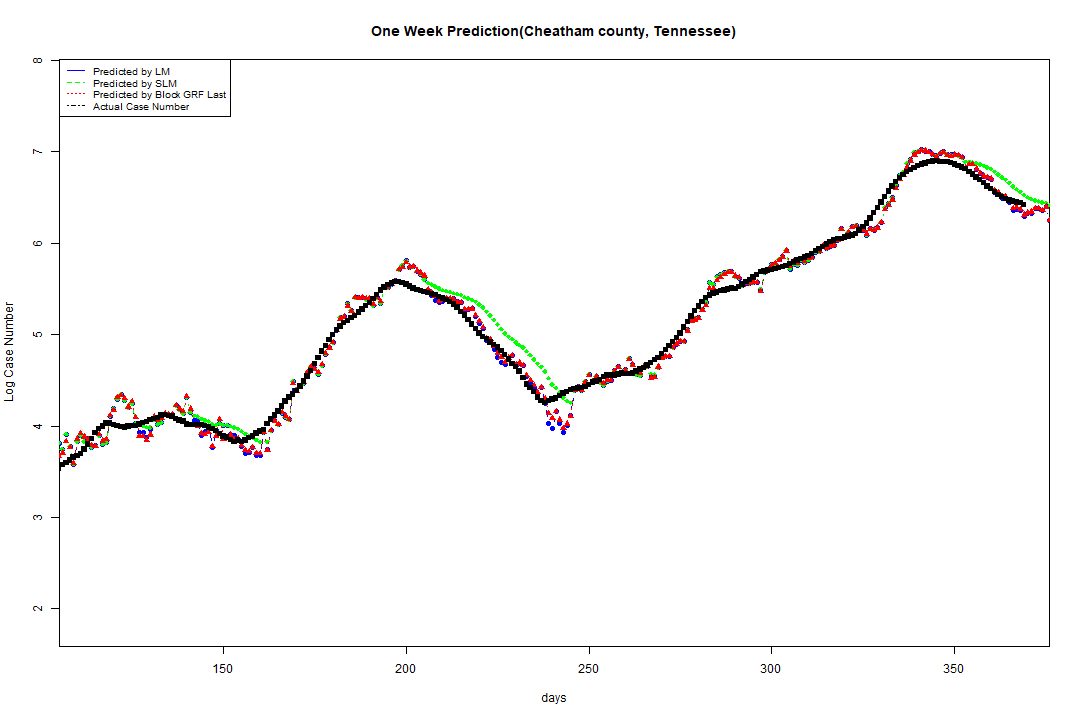 One Week Prediction(Cheatham county, Tennessee)
Predicted by LM
Predicted by SLM
Predicted by Block GRF Last
Actual Case Number
8
7
6
5
4
3
2
Log Case Number
150
200
250
300
350
days